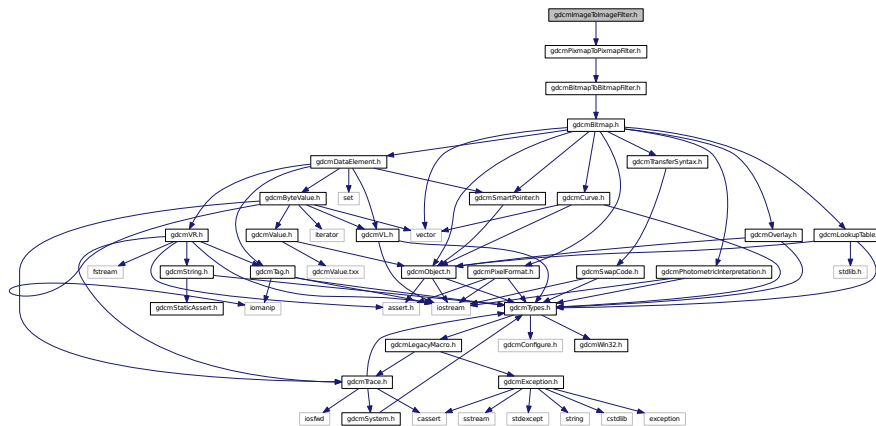 gdcmImageToImageFilter.h
gdcmPixmapToPixmapFilter.h
gdcmBitmapToBitmapFilter.h
gdcmBitmap.h
gdcmDataElement.h
gdcmTransferSyntax.h
gdcmByteValue.h
set
gdcmSmartPointer.h
gdcmCurve.h
gdcmVR.h
gdcmValue.h
iterator
gdcmVL.h
vector
gdcmOverlay.h
gdcmLookupTable.
fstream
gdcmString.h
gdcmTag.h
gdcmValue.txx
gdcmObject.h
gdcmPixelFormat.h
gdcmSwapCode.h
gdcmPhotometricInterpretation.h
stdlib.h
gdcmStaticAssert.h
iomanip
assert.h
iostream
gdcmTypes.h
gdcmLegacyMacro.h
gdcmConfigure.h
gdcmWin32.h
gdcmTrace.h
gdcmException.h
iosfwd
gdcmSystem.h
cassert
sstream
stdexcept
string
cstdlib
exception